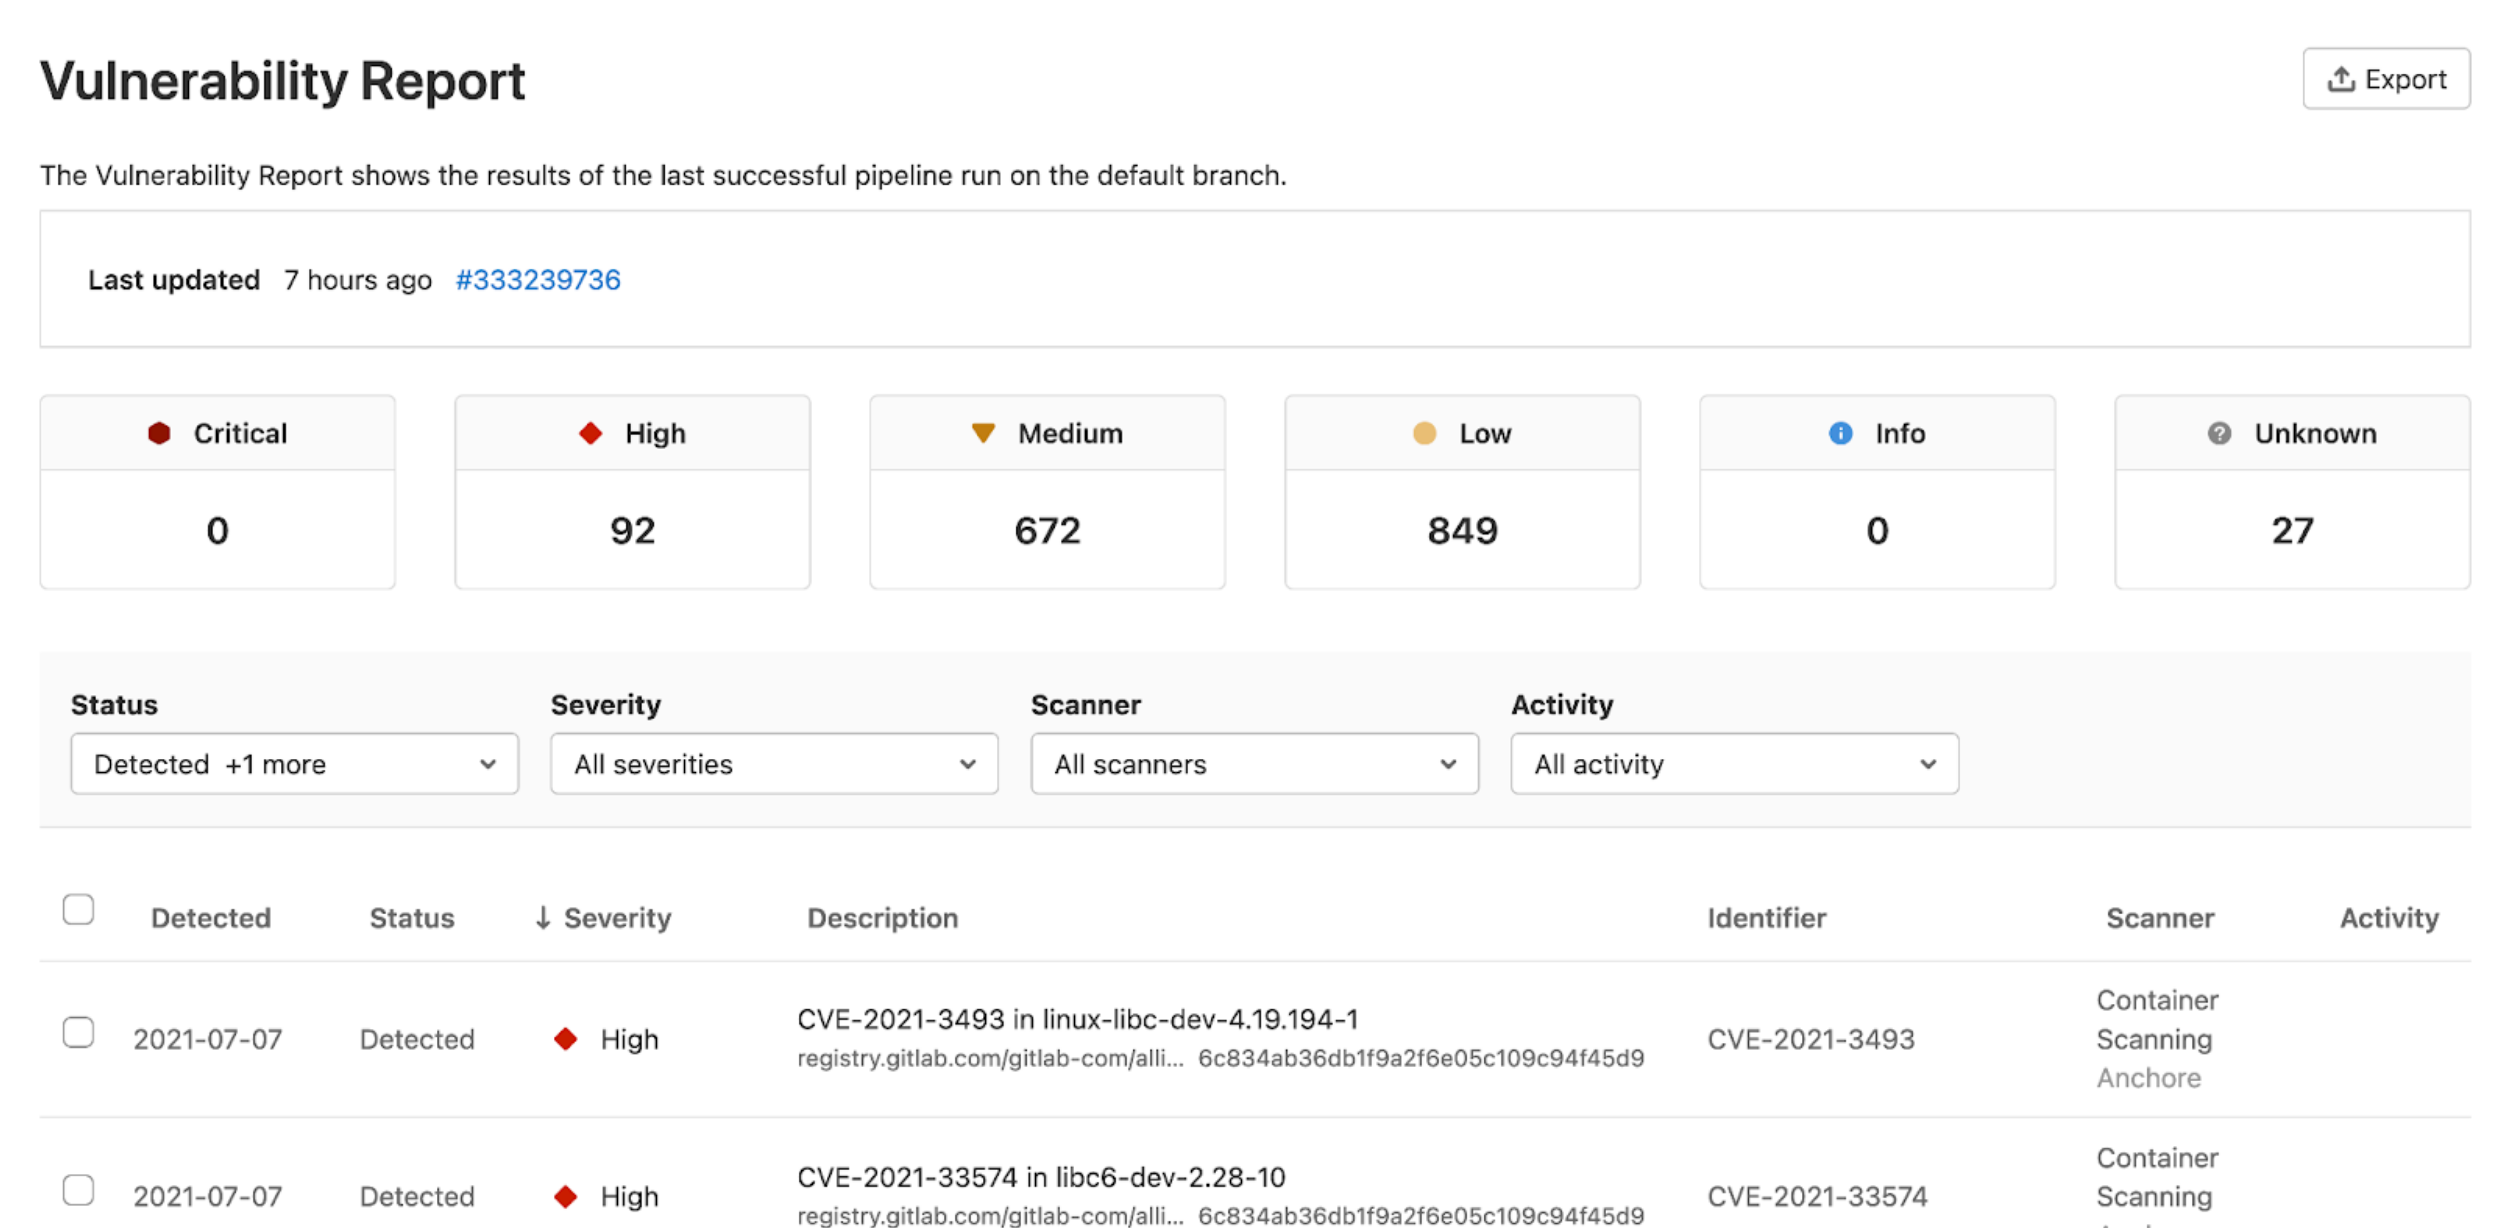 Vulnerability Report
Export
The Vulnerability Report shows the results of the last successful pipeline run on the default branch.
Last updated 7 hours ago #333239736
Critical High Medium Low Info Unknown
0 92 672 849 0 27
Status Severity Scanner Activity
Detected +1 more All severities All scanners All activity
Detected Status ↓ Severity Description Identifier Scanner Activity
2021-07-07 Detected High
CVE-2021-3493 in linux-libc-dev-4.19.194-1
registry.gitlab.com/gitlab-com/alli... 6c834ab36db1f9a2f6e05c109c94f45d9
CVE-2021-3493
Container
Scanning
Anchore
2021-07-07 Detected High
CVE-2021-33574 in libc6-dev-2.28-10
registry.gitlab.com/gitlab-com/alli... 6c834ab36db1f9a2f6e05c109c94f45d9
CVE-2021-33574
Container
Scanning